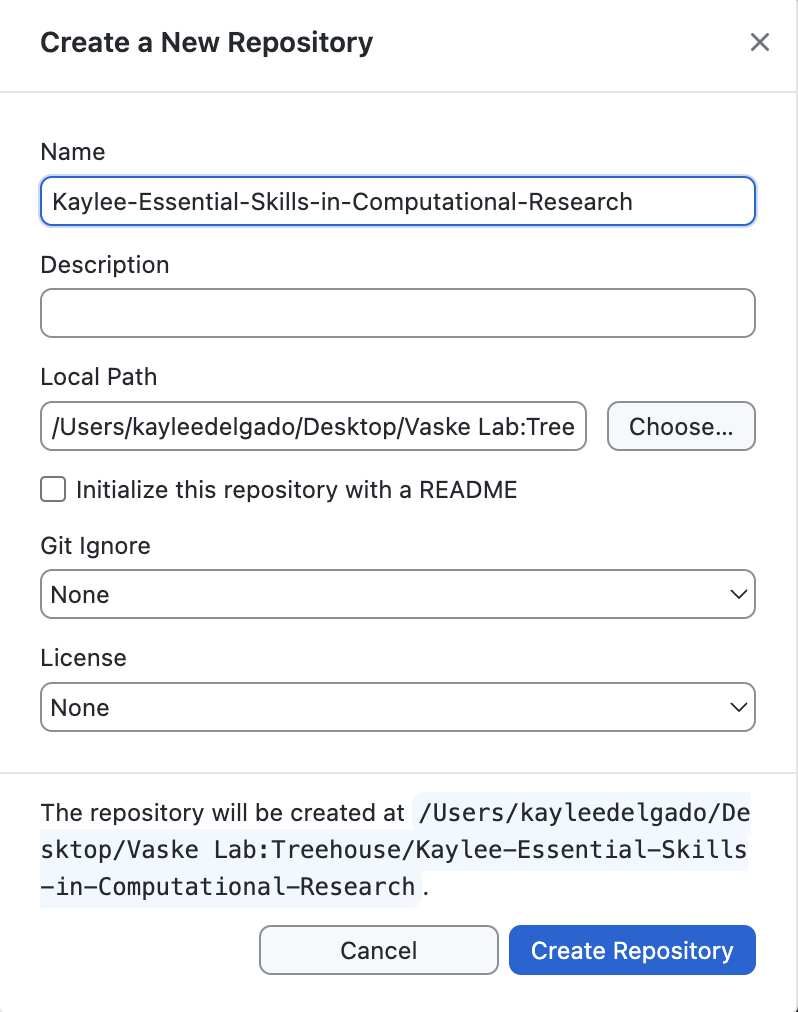 Create a New Repository
Name
Kaylee-Essential-Skills-in-Computational-Research
Description
Local Path
/Users/kayleedelgado/Desktop/Vaske Lab:Tree
Choose...
Initialize this repository with a README
Git Ignore
None
License
None
The repository will be created at /Users/kayleedelgado/De
sktop/Vaske Lab:Treehouse/Kaylee-Essential-Skills
-in-Computational-Research.
Cancel
Create Repository